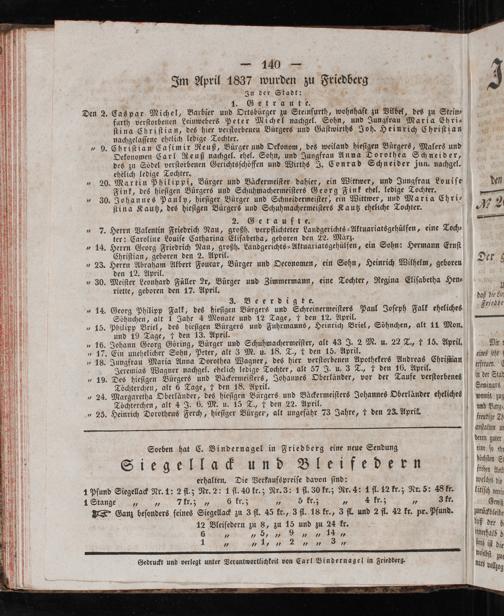 — 140 —
Im April 1837 wurden zu Friedberg
In der Stadt:
1. Getraute.
Den 2. Caspar Michel, Barbier und Ortsbürger zu Steinfurth, wohnhaft zu Vilbel, des zu Stein-
furth verstorbenen Leinwebers Peter Michel nachgel. Sohn, und Jungfrau Maria Chri-
stina Christian, des hier verstorbenen Bürgers und Gastwirths Joh. Heinrich Christian
nachgelassene ehelich ledige Tochter.
„ 9. Christian Casimir Reuß, Bürger und Oekonom, des weiland hiesigen Bürgers, Maurers und
Oekonomen Carl Reuß nachgel. ehel. Sohn, und Jungfrau Anna Dorothea Schneider,
des zu Södel verstorbenen Gerichtschöffen und Wirths J. Conrad Schneider jun. nachgel.
ehelich ledige Tochter.
„ 20. Martin Philippi, Bürger und Bäckermeister dahier, ein Wittwer, und Jungfrau Louise
Fink, des hiesigen Bürgers und Schuhmachermeisters Georg Fink ehel. ledige Tochter.
„ 30. Johannes Pauly, hiesiger Bürger und Schneidermeister, ein Wittwer, und Maria Chri-
stina Kautz, des hiesigen Bürgers und Schuhmachermeisters Kautz eheliche Tochter.
2. Getaufte.
„ 7. Herrn Valentin Friedrich Nau, großh. verpflichteter Landgerichts-Aktuariatsgehülfen, eine Toch-
ter: Caroline Louise Catharina Elisabetha, geboren den 22. März.
„ 14. Herrn Georg Friedrich Nau, großh. Landgerichts-Aktuariatsgehülfen, ein Sohn: Hermann Ernst
Christian, geboren den 2. April.
„ 23. Herrn Abraham Albert Foucar, Bürger und Oeconomen, ein Sohn, Heinrich Wilhelm, geboren
den 12. April.
„ 30. Meister Leonhard Füller 2r, Bürger und Zimmermann, eine Tochter, Regina Elisabetha Hen-
riette, geboren den 17. April.
3. Beerdigte.
„ 14. Georg Philipp Falk, des hiesigen Bürgers und Schreinermeisters Paul Joseph Falk eheliches
Söhnchen, alt 1 Jahr 4 Monate und 12 Tage, † den 12. April.
„ 15. Philipp Briel, des hiesigen Bürgers und Fuhrmanns, Heinrich Briel, Söhnchen, alt 11 Mon.
und 19 Tage, † den 13. April.
„ 16. Johann Georg Göring, Bürger und Schuhmachermeister, alt 43 J. 2 M. u. 22 T., † 15. April.
„ 17. Ein unehelicher Sohn, Peter, alt 3 M. u. 18. T., † den 15. April.
„ 18. Jungfrau Maria Anna Dorothea Wagner, des hier verstorbenen Apothekers Andreas Christian
Jeremias Wagner nachgel. ehelich ledige Tochter, alt 57 J. u. 3 T., † den 16. April.
„ 19. Des hiesigen Bürgers und Bäckermeisters, Johannes Oberländer, vor der Taufe verstorbenes
Töchterchen, alt 6 Tage, † den 18. April.
„ 24. Margaretha Oberländer, des hiesigen Bürgers und Bäckermeisters Johannes Oberländer eheliches
Töchterchen, alt 4 J. 6. M. u. 15 T., † den 22. April.
„ 25. Heinrich Dorotheus Ferch, hiesiger Bürger, alt ungefähr 73 Jahre, † den 23. April.
Soeben hat C. Bindernagel in Friedberg eine neue Sendung
Siegellack und Bleifedern
erhalten. Die Verkaufspreise davon sind:
1 Pfund Siegellack Nr. 1: 2 fl.; Nr. 2: 1 fl. 40 kr.; Nr. 3: 1 fl. 30 kr.; Nr. 4: 1 fl. 12 kr.; Nr. 5: 48 kr.
1 Stange „ „ 7 kr.; „ 6 kr.; „ 5 kr.; „ 4 kr.; „ 3 kr.
☞ Ganz besonders feines Siegellack zu 3 fl. 45 kr., 3 fl. 18 kr., 3 fl. und 2 fl. 42 kr. pr. Pfund.
12 Bleifedern zu 8, zu 15 und zu 24 kr.
6 „ „ 5, „ 9 „ „ 14 „
1 „ „ 1, „ 2 „ „ 3 „
Gedruckt und verlegt unter Verantwortlichkeit von Carl Bindernagel in Friedberg.